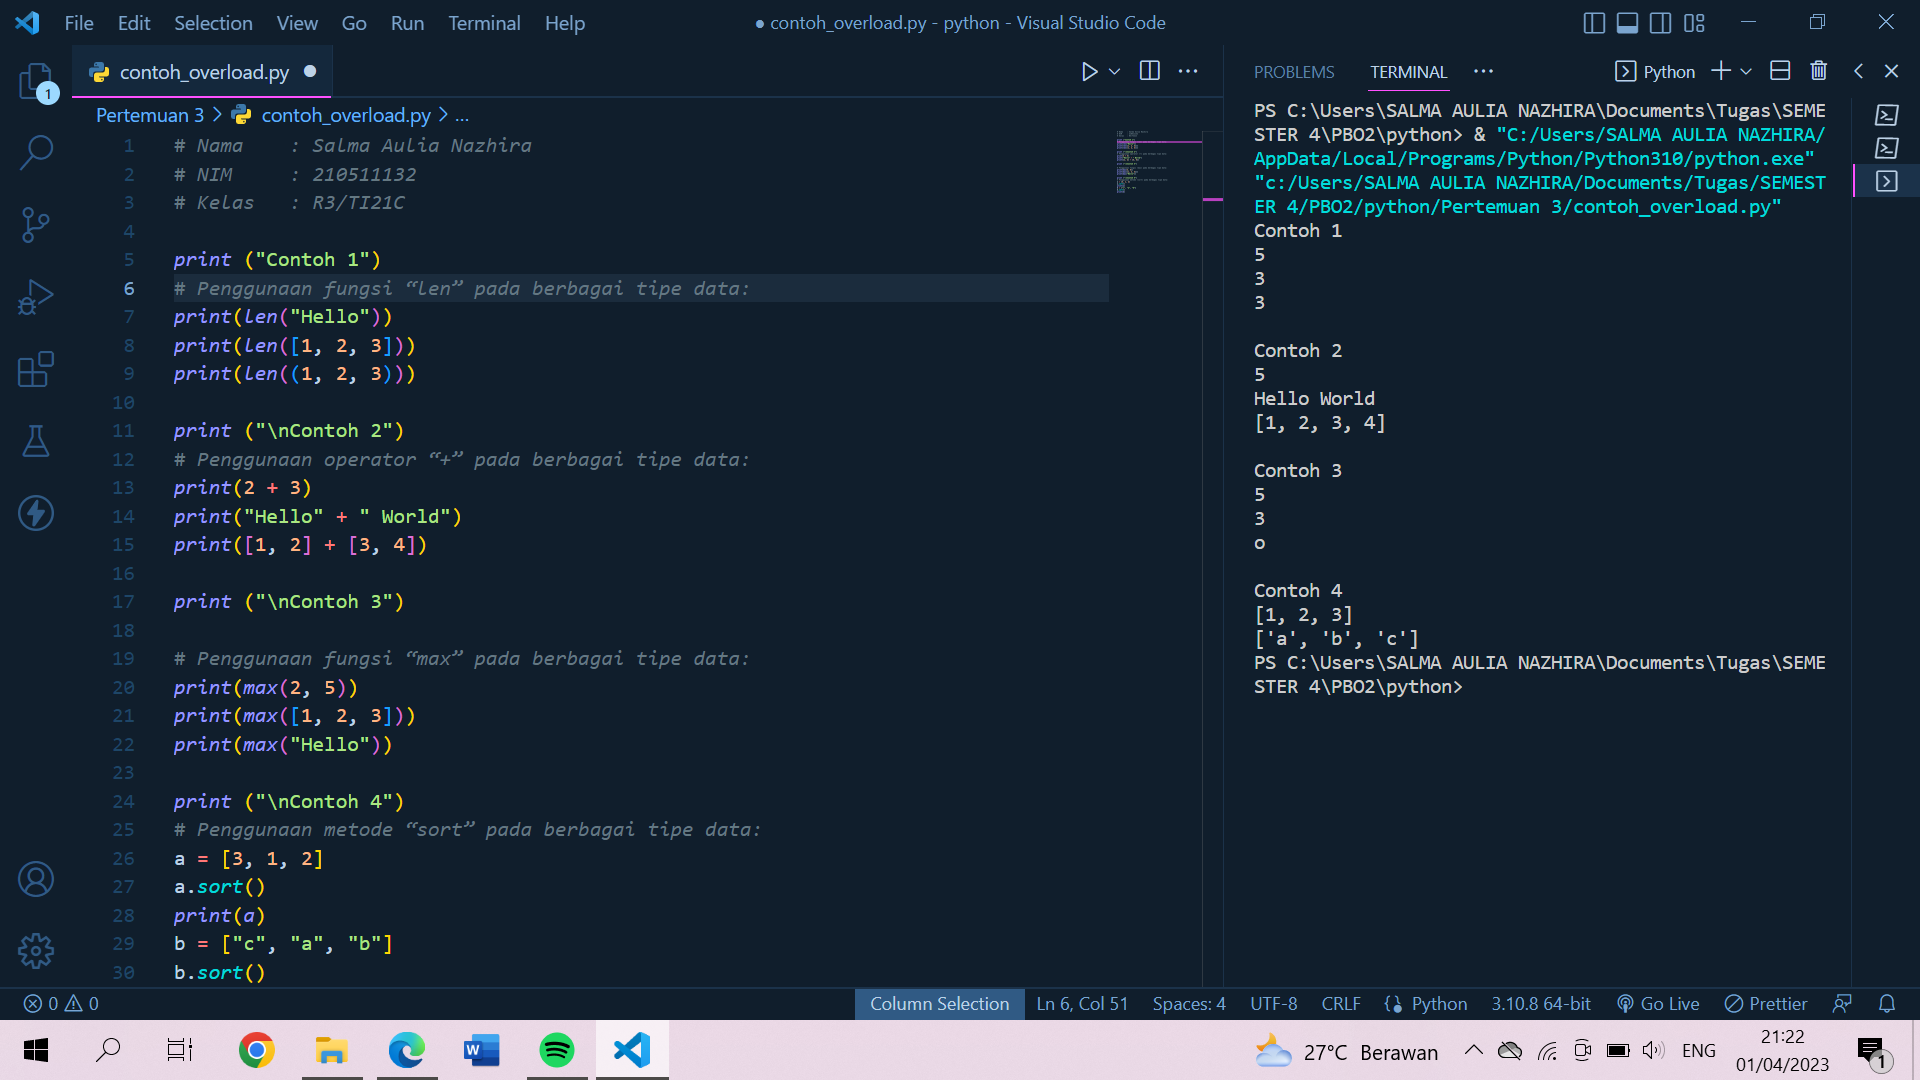 File Edit Selection View Go Run Terminal Help
● contoh_overload.py - python - Visual Studio Code
contoh_overload.py
Pertemuan 3 > contoh_overload.py > ...
1 # Nama    : Salma Aulia Nazhira
2 # NIM     : 210511132
3 # Kelas   : R3/TI21C
4
5 print ("Contoh 1")
6 # Penggunaan fungsi “len” pada berbagai tipe data:
7 print(len("Hello"))
8 print(len([1, 2, 3]))
9 print(len((1, 2, 3)))
10
11 print ("\nContoh 2")
12 # Penggunaan operator “+” pada berbagai tipe data:
13 print(2 + 3)
14 print("Hello" + " World")
15 print([1, 2] + [3, 4])
16
17 print ("\nContoh 3")
18
19 # Penggunaan fungsi “max” pada berbagai tipe data:
20 print(max(2, 5))
21 print(max([1, 2, 3]))
22 print(max("Hello"))
23
24 print ("\nContoh 4")
25 # Penggunaan metode “sort” pada berbagai tipe data:
26 a = [3, 1, 2]
27 a.sort()
28 print(a)
29 b = ["c", "a", "b"]
30 b.sort()
PROBLEMS TERMINAL ··· Python
PS C:\Users\SALMA AULIA NAZHIRA\Documents\Tugas\SEME
STER 4\PBO2\python> & "C:/Users/SALMA AULIA NAZHIRA/
AppData/Local/Programs/Python/Python310/python.exe"
"c:/Users/SALMA AULIA NAZHIRA/Documents/Tugas/SEMEST
ER 4/PBO2/python/Pertemuan 3/contoh_overload.py"
Contoh 1
5
3
3
Contoh 2
5
Hello World
[1, 2, 3, 4]
Contoh 3
5
3
o
Contoh 4
[1, 2, 3]
['a', 'b', 'c']
PS C:\Users\SALMA AULIA NAZHIRA\Documents\Tugas\SEME
STER 4\PBO2\python>
1
0 0 Column Selection Ln 6, Col 51 Spaces: 4 UTF-8 CRLF Python 3.10.8 64-bit Go Live Prettier
W 27°C Berawan ENG
21:22
01/04/2023
1